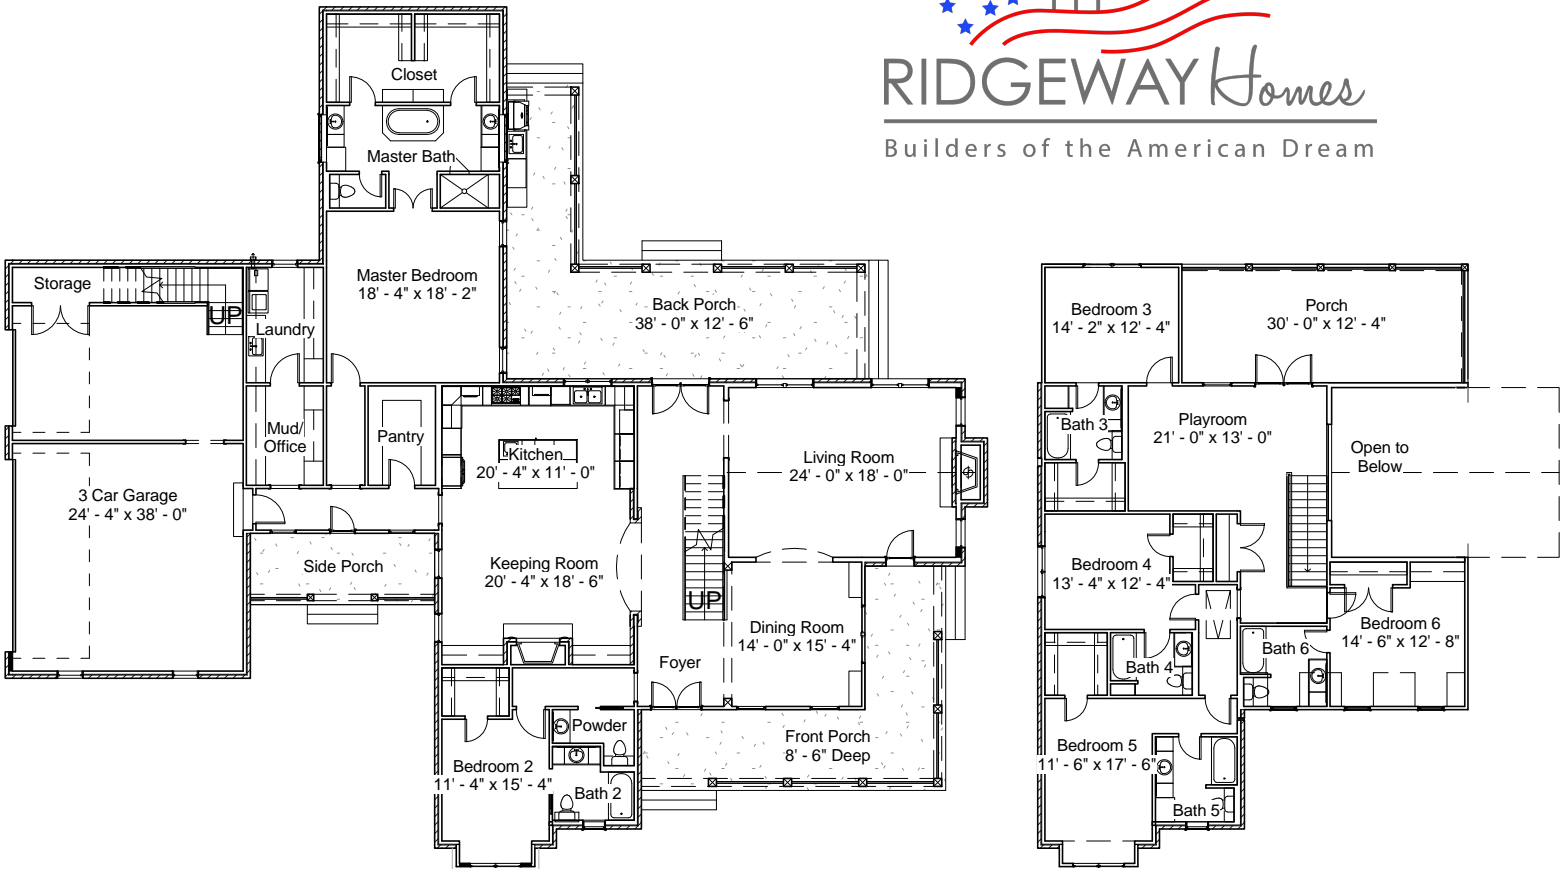 RIDGEWAY Homes
Builders of the American Dream
Closet
Master Bath
Master Bedroom
18' - 4" x 18' - 2"
Storage
UP
Laundry
Back Porch
38' - 0" x 12' - 6"
Mud/
Office
Pantry
Kitchen
20' - 4" x 11' - 0"
Living Room
24' - 0" x 18' - 0"
3 Car Garage
24' - 4" x 38' - 0"
Side Porch
Keeping Room
20' - 4" x 18' - 6"
UP
Dining Room
14' - 0" x 15' - 4"
Foyer
Powder
Front Porch
8' - 6" Deep
Bedroom 2
11' - 4" x 15' - 4"
Bath 2
Bedroom 3
14' - 2" x 12' - 4"
Porch
30' - 0" x 12' - 4"
Bath 3
Playroom
21' - 0" x 13' - 0"
Open to
Below
Bedroom 4
13' - 4" x 12' - 4"
Bedroom 6
14' - 6" x 12' - 8"
Bath 4
Bath 6
Bedroom 5
11' - 6" x 17' - 6"
Bath 5